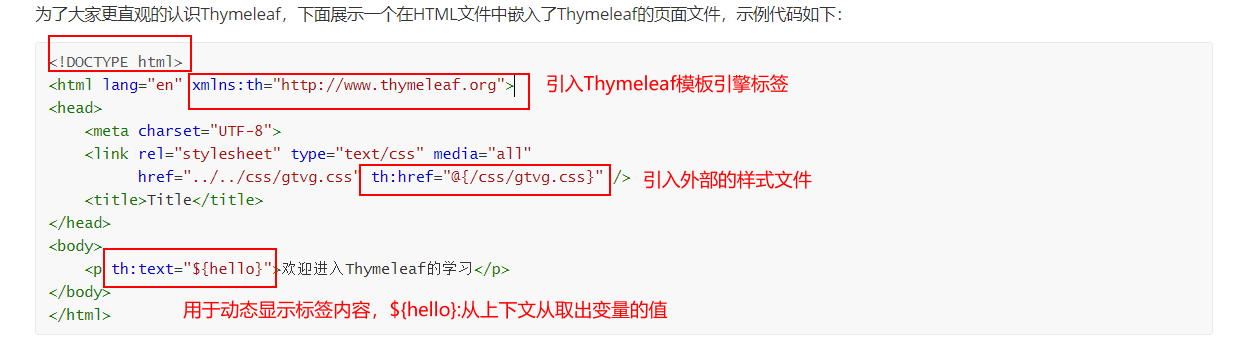 为了大家更直观的认识Thymeleaf，下面展示一个在HTML文件中嵌入了Thymeleaf的页面文件，示例代码如下：
<!DOCTYPE html>
<html lang="en" xmlns:th="http://www.thymeleaf.org"> 引入Thymeleaf模板引擎标签
<head>
    <meta charset="UTF-8">
    <link rel="stylesheet" type="text/css" media="all"
          href="../../css/gtvg.css" th:href="@{/css/gtvg.css}" /> 引入外部的样式文件
    <title>Title</title>
</head>
<body>
    <p th:text="${hello}">欢迎进入Thymeleaf的学习</p>
</body>
用于动态显示标签内容，${hello}:从上下文从取出变量的值
</html>